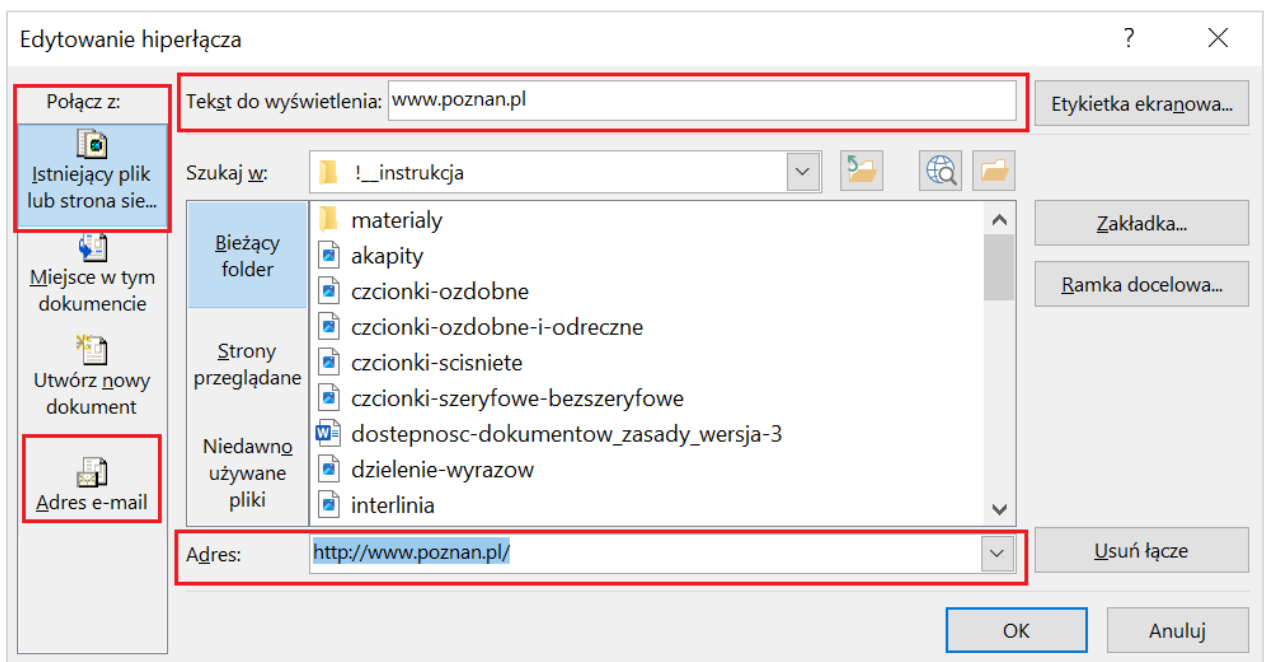 Edytowanie hiperłącza
?
Połącz z:
Istniejący plik
lub strona sie...
Miejsce w tym
dokumencie
Utwórz nowy
dokument
Adres e-mail
Tekst do wyświetlenia: www.poznan.pl
Etykietka ekranowa...
Szukaj w: !__instrukcja
Bieżący
folder
Strony
przeglądane
Niedawno
używane
pliki
materialy
akapity
czcionki-ozdobne
czcionki-ozdobne-i-odreczne
czcionki-scisniete
czcionki-szeryfowe-bezszeryfowe
dostepnosc-dokumentow_zasady_wersja-3
dzielenie-wyrazow
interlinia
Zakładka...
Ramka docelowa...
Adres: http://www.poznan.pl/
Usuń łącze
OK
Anuluj